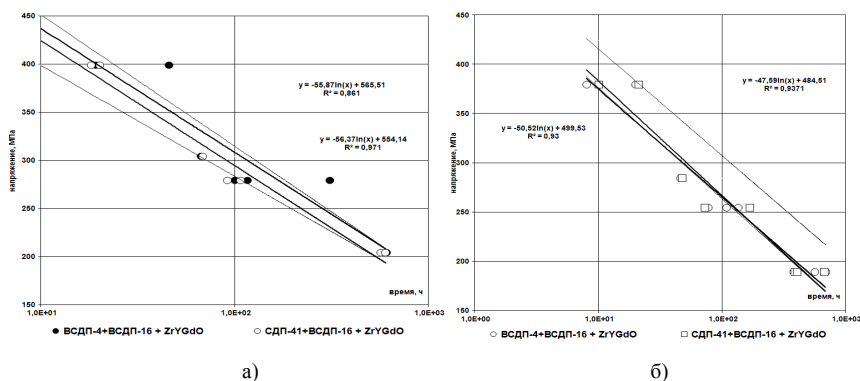 450
400
350
300
250
200
150
напряжение, МПа
y = -55,87ln(x) + 565,51
R² = 0,861
y = -56,37ln(x) + 554,14
R² = 0,971
время, ч
1,0E+01
1,0E+02
1,0E+03
ВСДП-4+ВСДП-16 + ZrYGdO
СДП-41+ВСДП-16 + ZrYGdO
а)
450
400
350
300
250
200
150
напряжение, МПа
y = -47,59ln(x) + 484,51
R² = 0,9371
y = -50,52ln(x) + 499,53
R² = 0,93
время, ч
1,0E+00
1,0E+01
1,0E+02
1,0E+03
ВСДП-4+ВСДП-16 + ZrYGdO
СДП-41+ВСДП-16 + ZrYGdO
б)